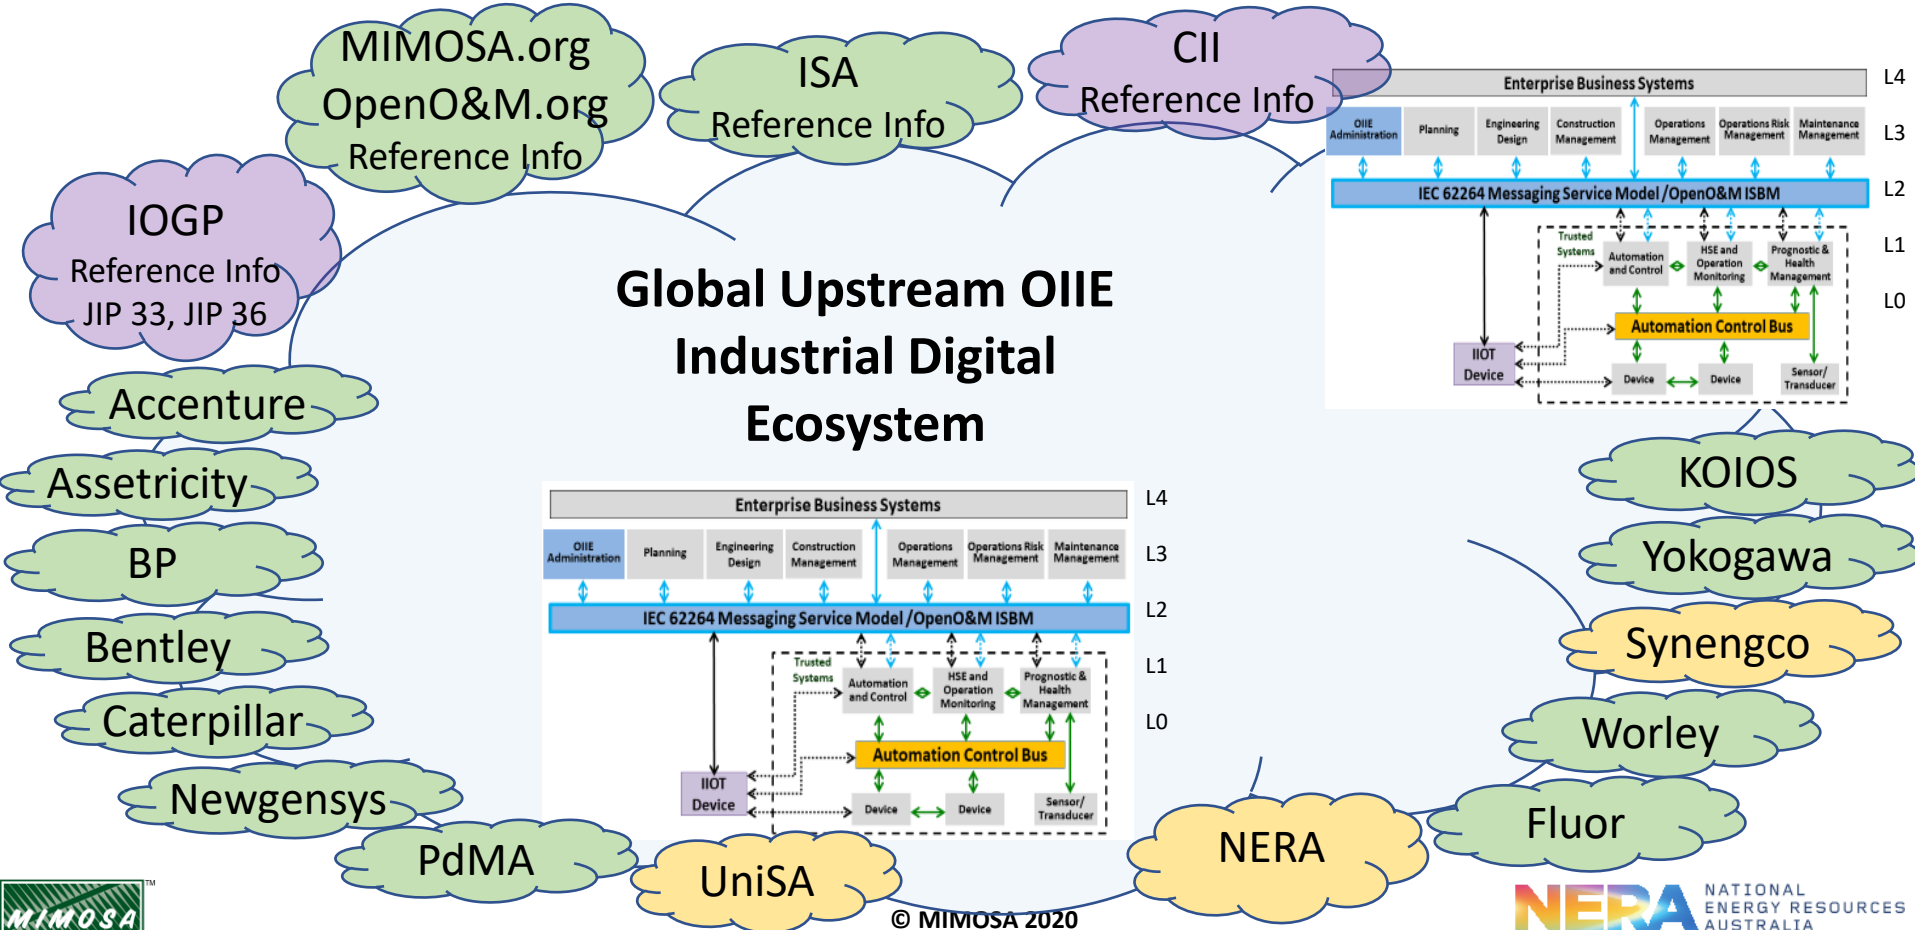 MIMOSA.org
OpenO&M.org
Reference Info
ISA
Reference Info
CII
Reference Info
IOGP
Reference Info
JIP 33, JIP 36
Enterprise Business Systems
L4
OIIE
Administration
Planning
Engineering
Design
Construction
Management
Operations
Management
Operations Risk
Management
Maintenance
Management
L3
IEC 62264 Messaging Service Model /OpenO&M ISBM
L2
Trusted
Systems
Automation
and Control
HSE and
Operation
Monitoring
Prognostic &
Health
Management
L1
L0
Automation Control Bus
IIOT
Device
Device
Device
Sensor/
Transducer
Global Upstream OIIE
Industrial Digital
Ecosystem
Accenture
Assetricity
BP
Bentley
Caterpillar
Newgensys
PdMA
UniSA
NERA
Fluor
Worley
Synengco
Yokogawa
KOIOS
Enterprise Business Systems
L4
OIIE
Administration
Planning
Engineering
Design
Construction
Management
Operations
Management
Operations Risk
Management
Maintenance
Management
L3
IEC 62264 Messaging Service Model /OpenO&M ISBM
L2
Trusted
Systems
Automation
and Control
HSE and
Operation
Monitoring
Prognostic &
Health
Management
L1
L0
Automation Control Bus
IIOT
Device
Device
Device
Sensor/
Transducer
MIMOSA
TM
© MIMOSA 2020
NERA
NATIONAL
ENERGY RESOURCES
AUSTRALIA